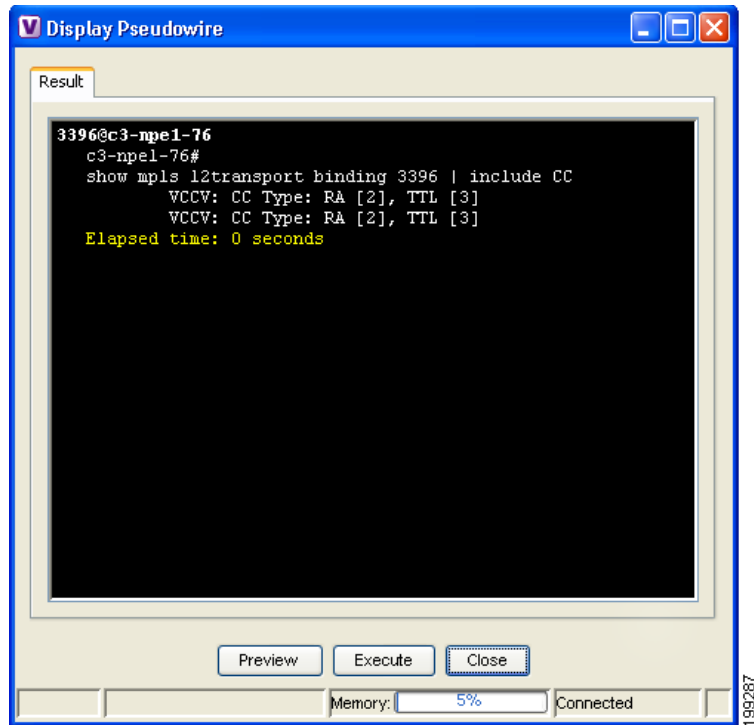 V Display Pseudowire
Result
3396@c3-npe1-76
c3-npe1-76#
show mpls l2transport binding 3396 | include CC
VCCV: CC Type: RA [2], TTL [3]
VCCV: CC Type: RA [2], TTL [3]
Elapsed time: 0 seconds
Preview Execute Close
Memory: 5% Connected
193287